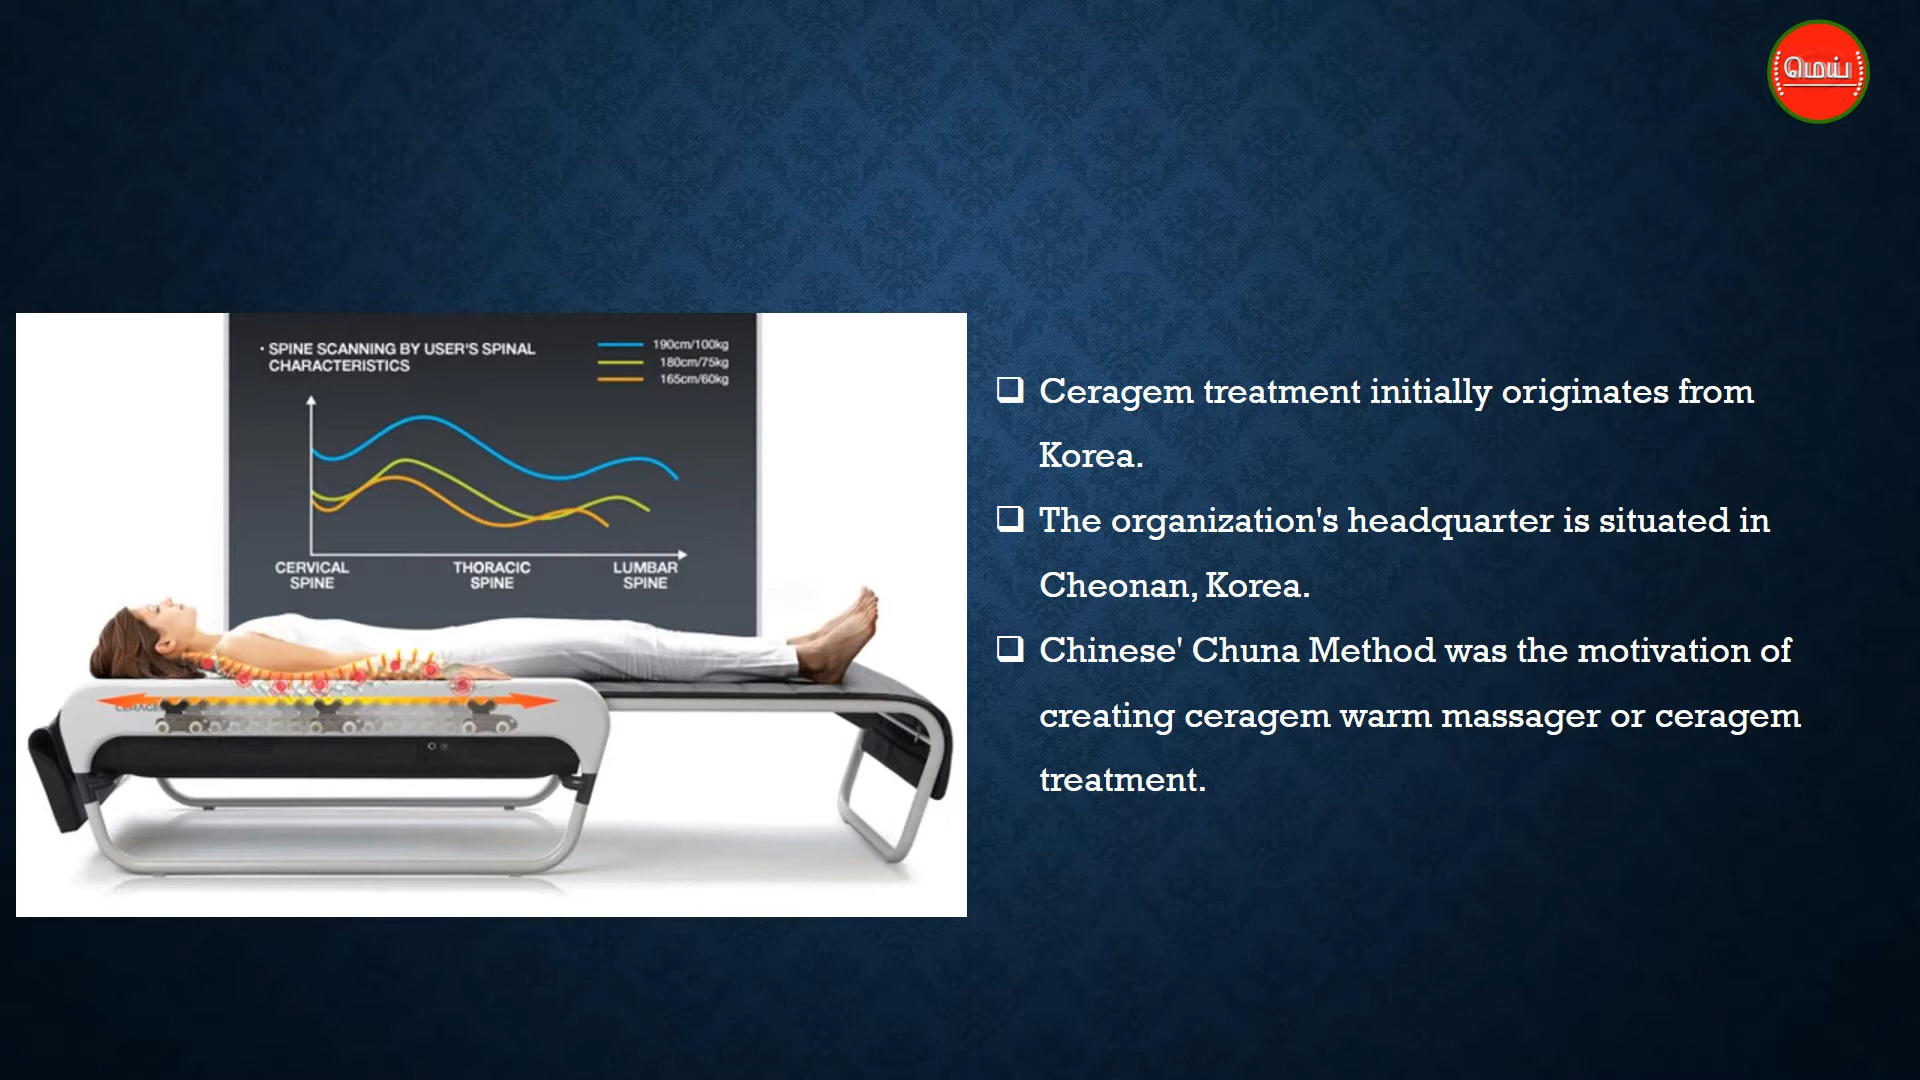 மெய்
• SPINE SCANNING BY USER'S SPINAL
CHARACTERISTICS
190cm/100kg
180cm/75kg
165cm/60kg
CERVICAL
SPINE
THORACIC
SPINE
LUMBAR
SPINE
❑ Ceragem treatment initially originates from
Korea.
❑ The organization's headquarter is situated in
Cheonan, Korea.
❑ Chinese' Chuna Method was the motivation of
creating ceragem warm massager or ceragem
treatment.